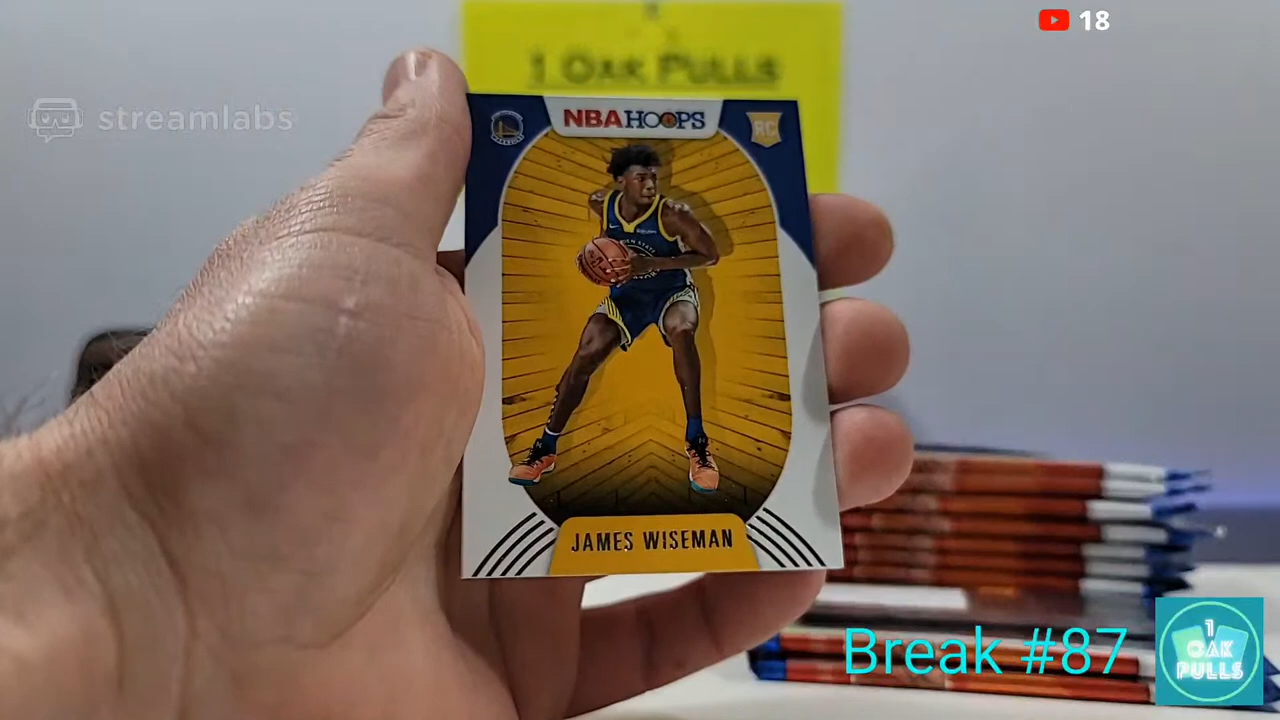 18
1 OAK PULLS
streamlabs
NBA HOOPS
RC
JAMES WISEMAN
Break #87
1
OAK
PULLS